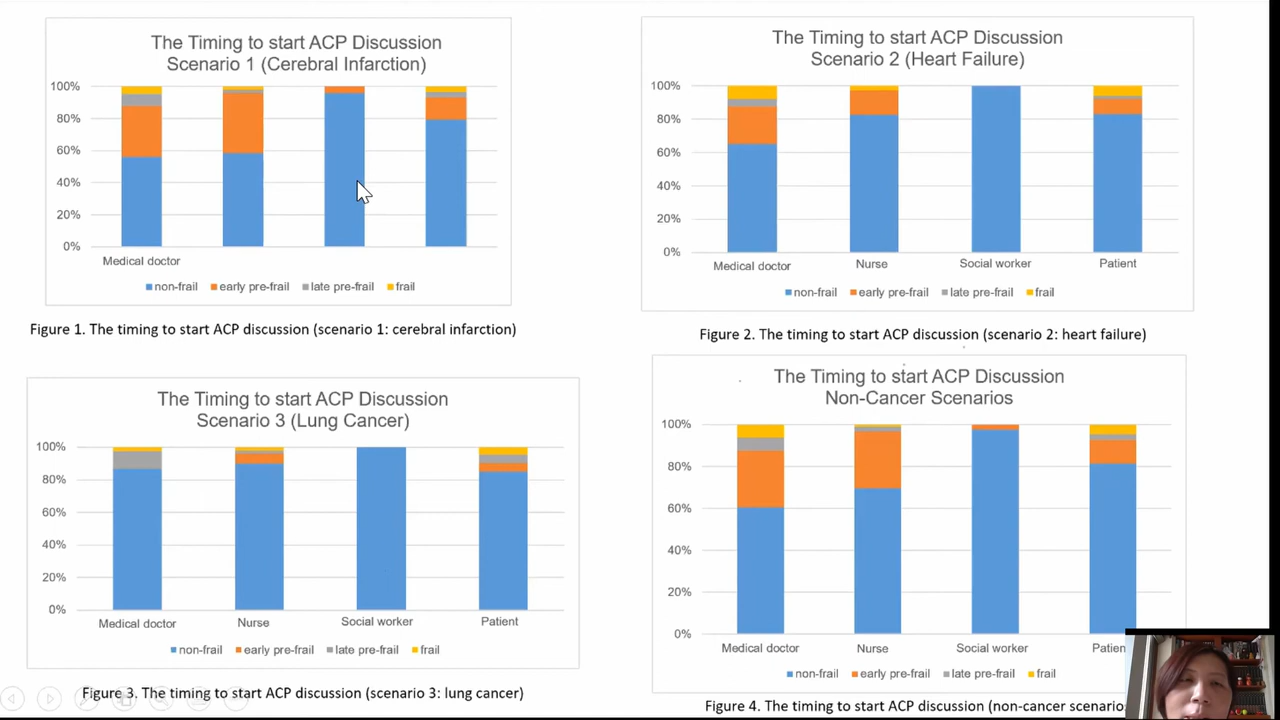 The Timing to start ACP Discussion
Scenario 1 (Cerebral Infarction)
100%
80%
60%
40%
20%
0%
Medical doctor
non-frail early pre-frail late pre-frail frail
Figure 1. The timing to start ACP discussion (scenario 1: cerebral infarction)
The Timing to start ACP Discussion
Scenario 2 (Heart Failure)
100%
80%
60%
40%
20%
0%
Medical doctor Nurse Social worker Patient
non-frail early pre-frail late pre-frail frail
Figure 2. The timing to start ACP discussion (scenario 2: heart failure)
The Timing to start ACP Discussion
Scenario 3 (Lung Cancer)
100%
80%
60%
40%
20%
0%
Medical doctor Nurse Social worker Patient
non-frail early pre-frail late pre-frail frail
Figure 3. The timing to start ACP discussion (scenario 3: lung cancer)
The Timing to start ACP Discussion
Non-Cancer Scenarios
100%
80%
60%
40%
20%
0%
Medical doctor Nurse Social worker Patien
non-frail early pre-frail late pre-frail frail
Figure 4. The timing to start ACP discussion (non-cancer scenario